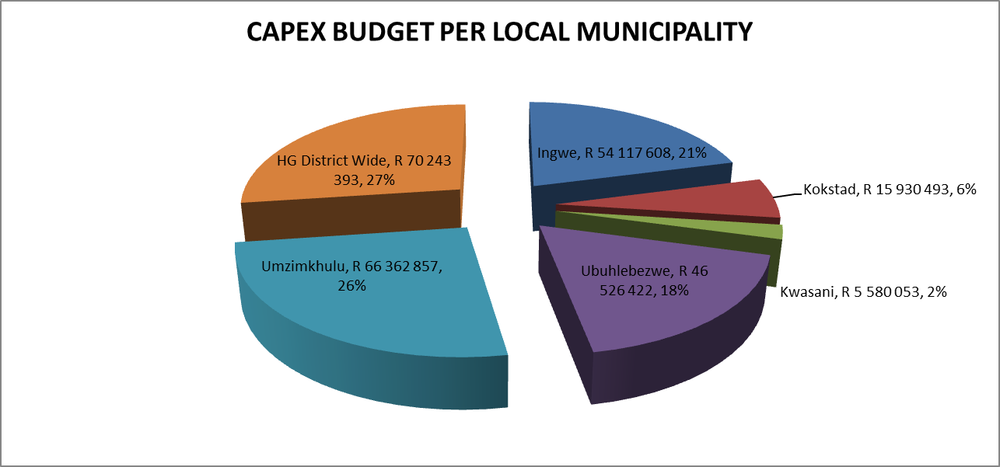 CAPEX BUDGET PER LOCAL MUNICIPALITY
Ingwe, R 54 117 608, 21%
HG District Wide, R 70 243
393, 27%
Kokstad, R 15 930 493, 6%
Umzimkhulu, R 66 362 857,
26%
Ubuhlebezwe, R 46
526 422, 18%
Kwasani, R 5 580 053, 2%